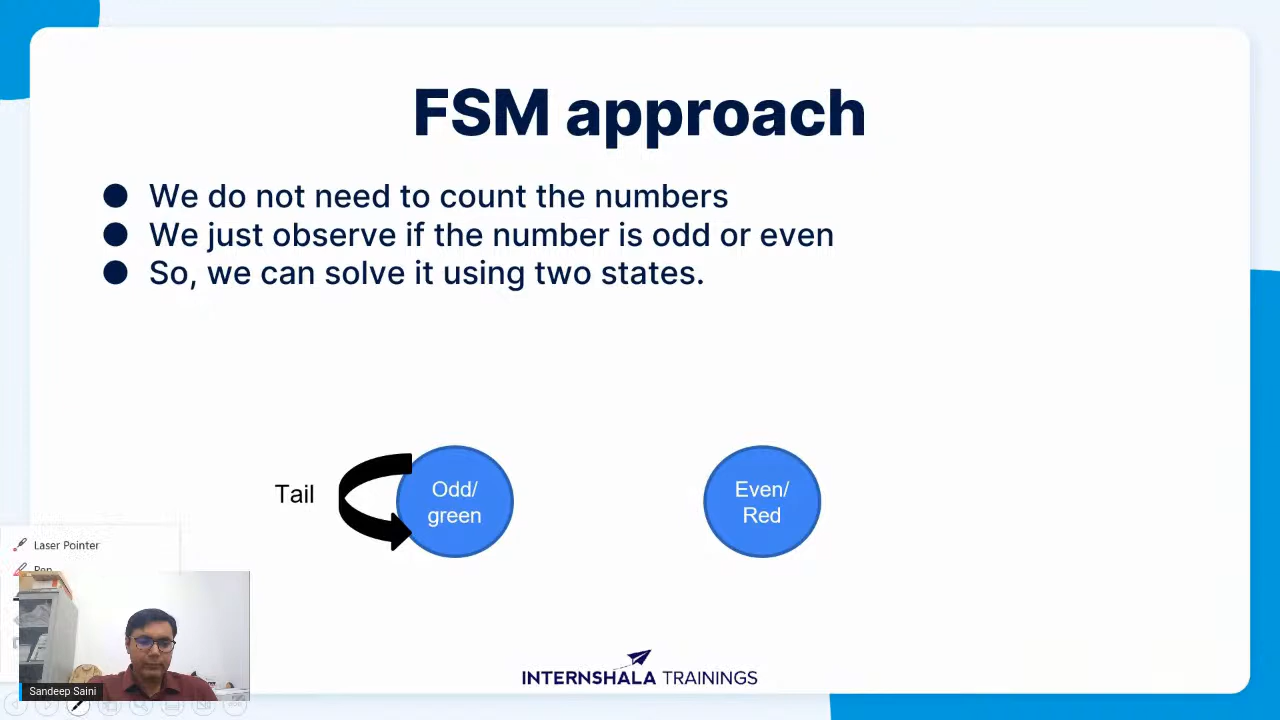 FSM approach
We do not need to count the numbers
We just observe if the number is odd or even
So, we can solve it using two states.
Tail
Odd/
green
Even/
Red
Laser Pointer
Pen
Sandeep Saini
INTERNSHALA TRAININGS